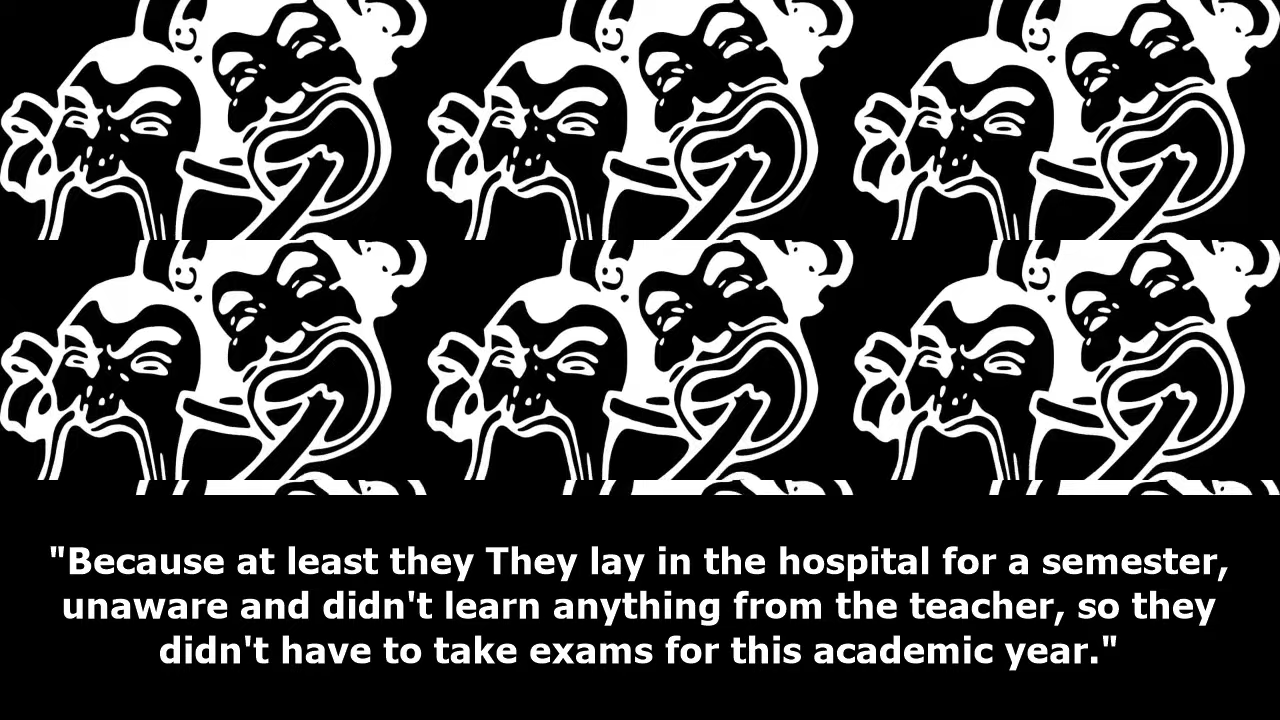 "Because at least they They lay in the hospital for a semester,
unaware and didn't learn anything from the teacher, so they
didn't have to take exams for this academic year."